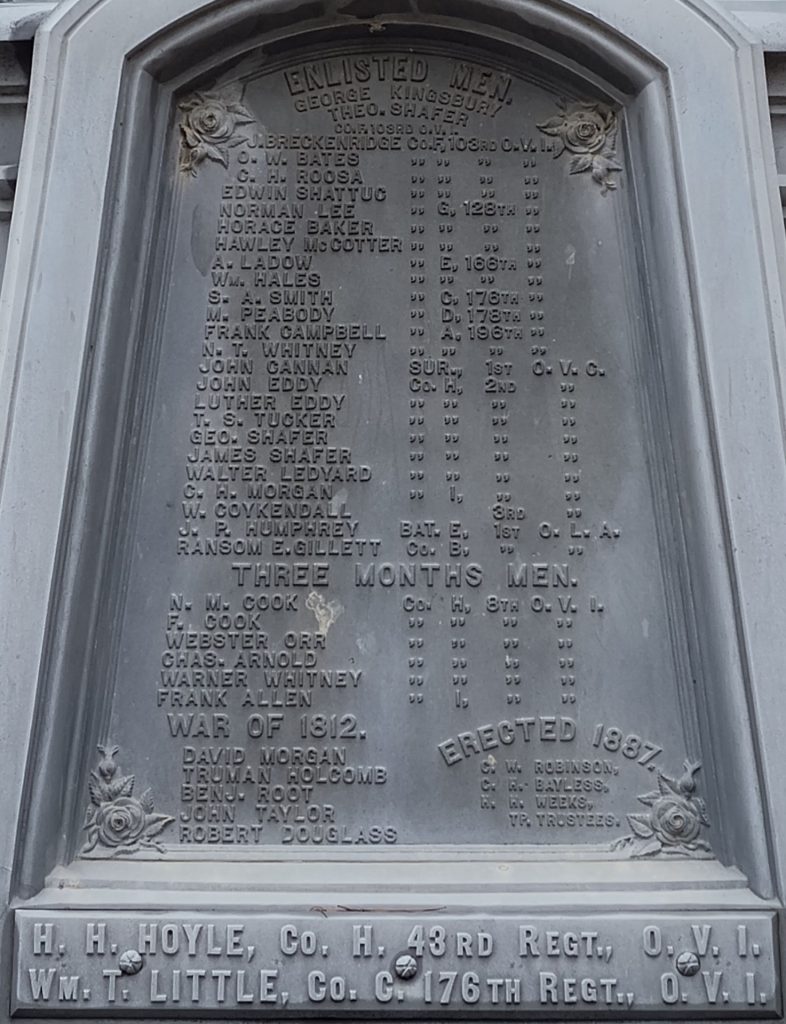 ENLISTED MEN.
GEORGE KINGSBURY
THEO. SHAFER
CO. F. 103RD O.V.I.
J. BRECKENRIDGE CO. F, 103RD O.V.I.
O. W. BATES " " " "
C. H. ROOSA " " " "
EDWIN SHATTUC " " " "
NORMAN LEE " G, 128TH "
HORACE BAKER " " " "
HAWLEY McCOTTER " " " "
A. LADOW " E, 166TH "
WM. HALES " " " "
S. A. SMITH " C, 176TH "
M. PEABODY " D, 178TH "
FRANK CAMPBELL " A, 196TH "
N. T. WHITNEY " " " "
JOHN CANNAN SUR., 1ST O. V. C.
JOHN EDDY CO. H, 2ND "
LUTHER EDDY " " " "
T. S. TUCKER " " " "
GEO. SHAFER " " " "
JAMES SHAFER " " " "
WALTER LEDYARD " " " "
C. H. MORGAN " I, " "
W. COYKENDALL 3RD "
J. P. HUMPHREY BAT. E, 1ST O. L. A.
RANSOM E. GILLETT CO. B, " "
THREE MONTHS MEN.
N. M. COOK CO. H, 8TH O. V. I.
F. COOK " " " "
WEBSTER ORR " " " "
CHAS. ARNOLD " " " "
WARNER WHITNEY " " " "
FRANK ALLEN " I, " "
WAR OF 1812.
DAVID MORGAN
TRUMAN HOLCOMB
BENJ. ROOT
JOHN TAYLOR
ROBERT DOUGLASS
ERECTED 1887.
C. W. ROBINSON,
C. H. BAYLESS,
H. H. WEEKS,
TP. TRUSTEES.
H. H. HOYLE, CO. H. 43RD REGT., O. V. I.
WM. T. LITTLE, CO. C. 176TH REGT., O. V. I.